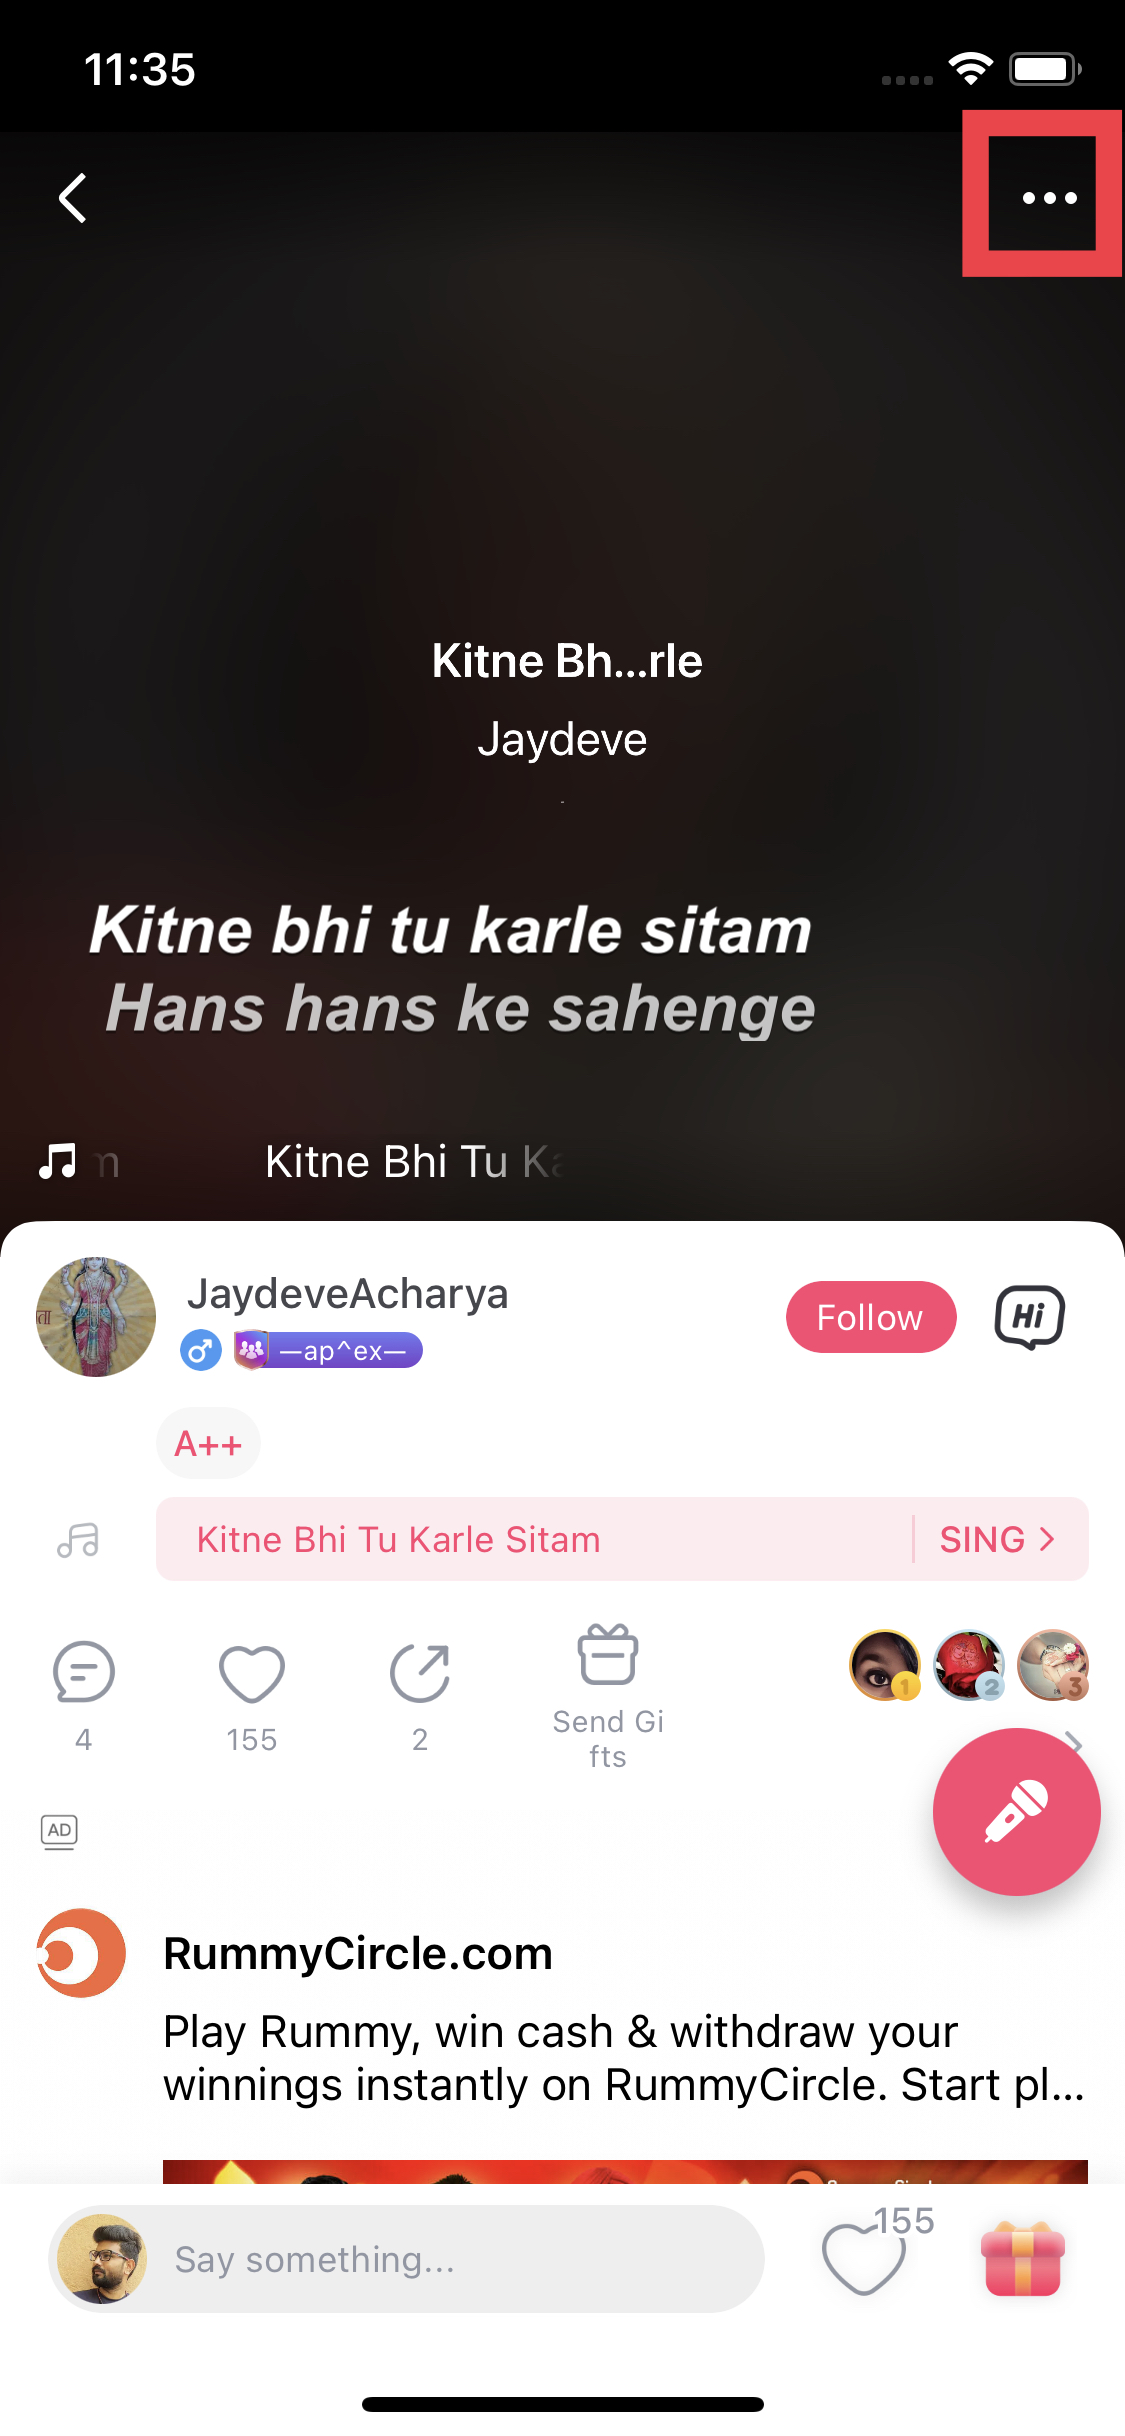 11:35
Kitne Bh...rle
Jaydeve
Kitne bhi tu karle sitam
Hans hans ke sahenge
m
Kitne Bhi Tu Ka
JaydeveAcharya
Follow
Hi
—ap^ex—
A++
Kitne Bhi Tu Karle Sitam
SING >
1
2
3
4
155
2
Send Gi
fts
AD
RummyCircle.com
Play Rummy, win cash & withdraw your
winnings instantly on RummyCircle. Start pl...
Say something...
155